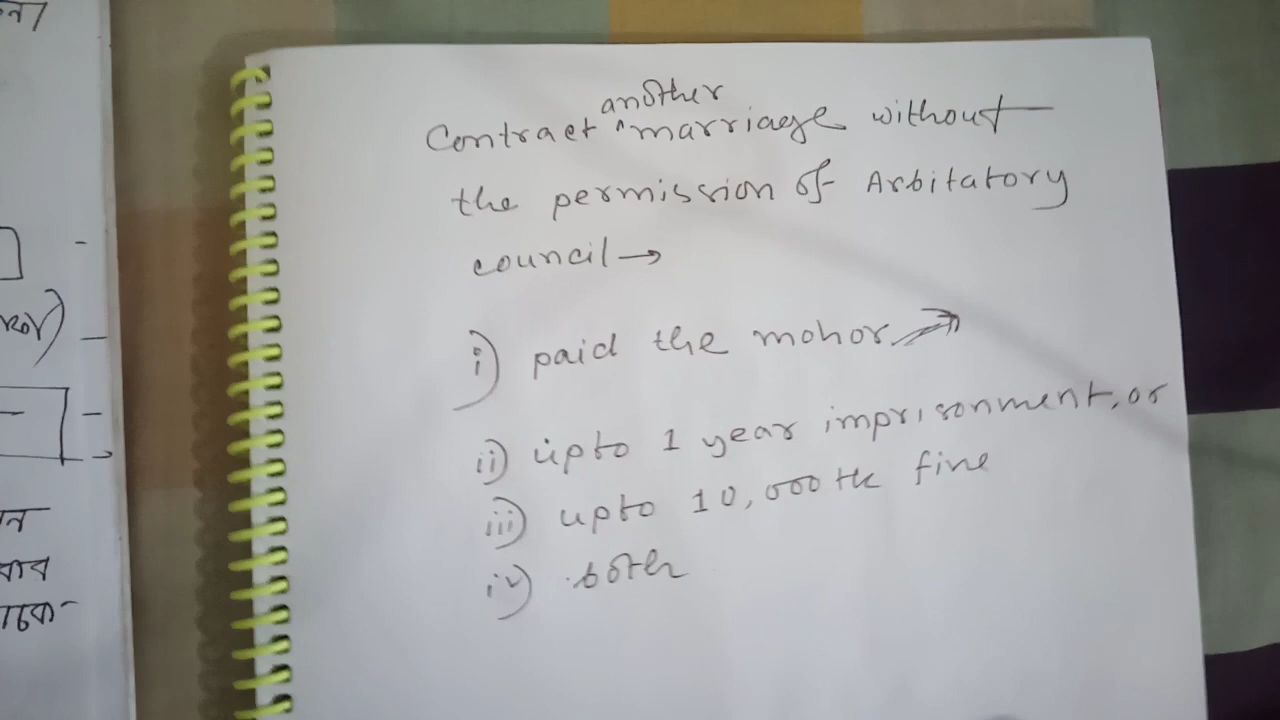 ন।
Contract ^ another marriage without
the permission of Arbitatory
council →
i) paid the mohor →
ii) upto 1 year imprisonment, or
iii) upto 10,000 tk fine
iv) both